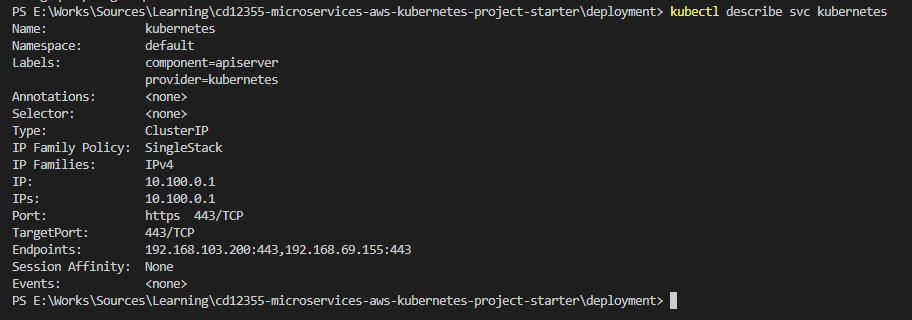 PS E:\Works\Sources\Learning\cd12355-microservices-aws-kubernetes-project-starter\deployment> kubectl describe svc kubernetes
Name:              kubernetes
Namespace:         default
Labels:            component=apiserver
                   provider=kubernetes
Annotations:       <none>
Selector:          <none>
Type:              ClusterIP
IP Family Policy:  SingleStack
IP Families:       IPv4
IP:                10.100.0.1
IPs:               10.100.0.1
Port:              https  443/TCP
TargetPort:        443/TCP
Endpoints:         192.168.103.200:443,192.168.69.155:443
Session Affinity:  None
Events:            <none>
PS E:\Works\Sources\Learning\cd12355-microservices-aws-kubernetes-project-starter\deployment>